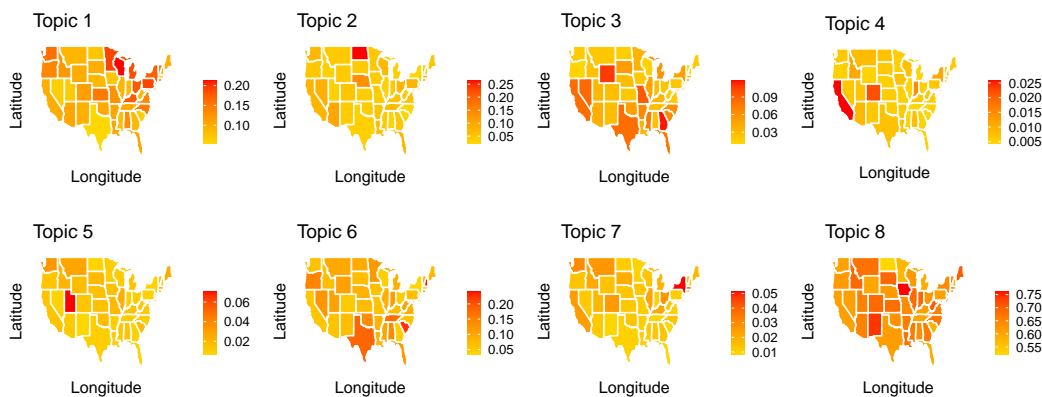 Topic 1
Latitude
Longitude
0.20
0.10
Topic 2
Latitude
Longitude
0.25
0.20
0.15
0.10
0.05
Topic 3
Latitude
Longitude
0.09
0.06
0.03
Topic 4
Latitude
Longitude
0.025
0.020
0.015
0.010
0.005
Topic 5
Latitude
Longitude
0.06
0.04
0.02
Topic 6
Latitude
Longitude
0.20
0.15
0.10
0.05
Topic 7
Latitude
Longitude
0.05
0.04
0.03
0.02
0.01
Topic 8
Latitude
Longitude
0.75
0.70
0.65
0.60
0.55